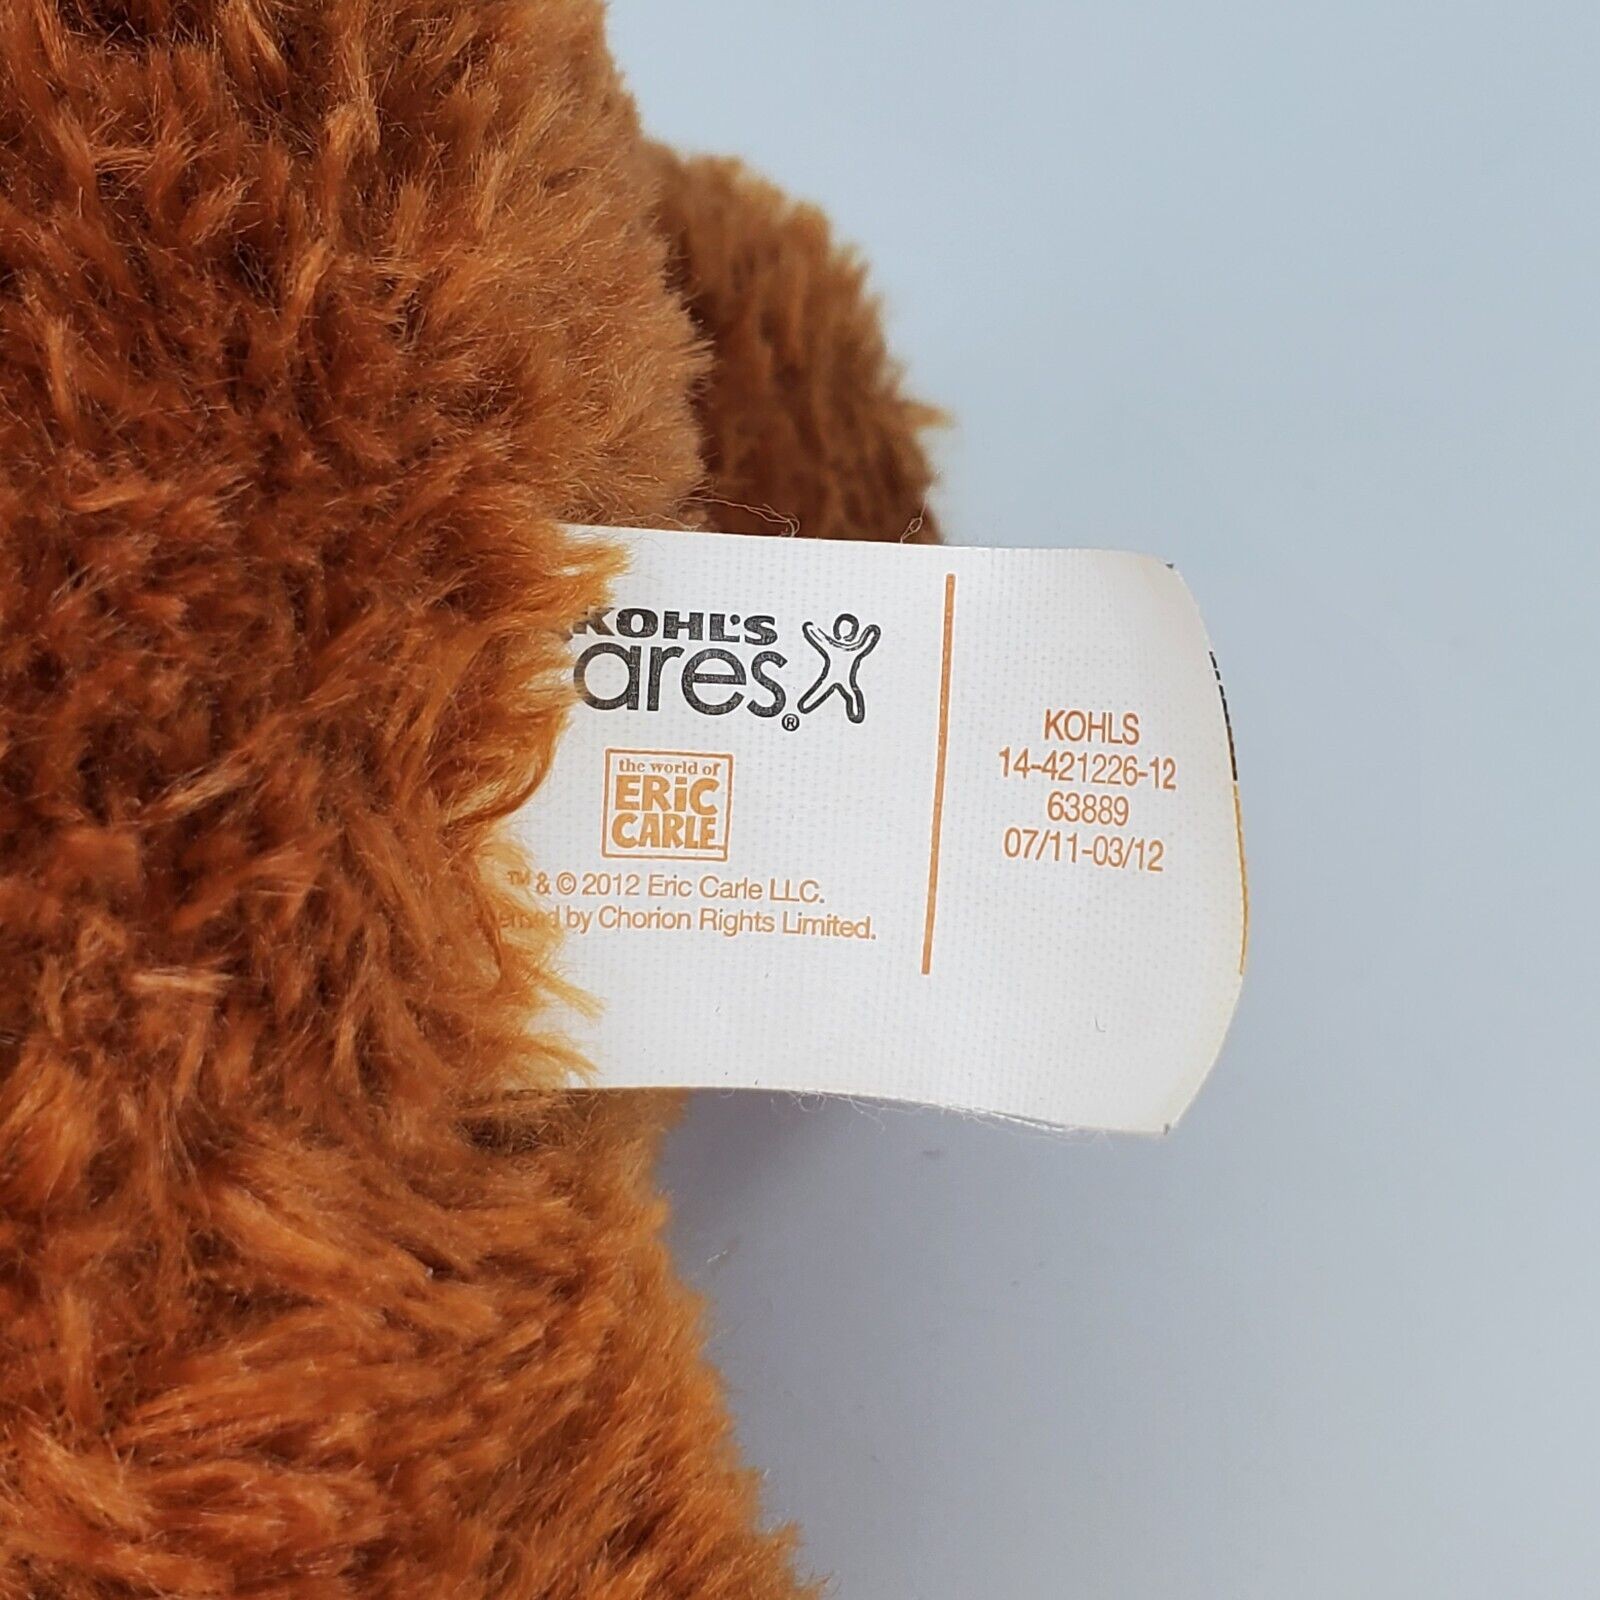 KOHL'S
ares®
the world of
ERiC
CARLE
™ & © 2012 Eric Carle LLC.
by Chorion Rights Limited.
KOHLS
14-421226-12
63889
07/11-03/12